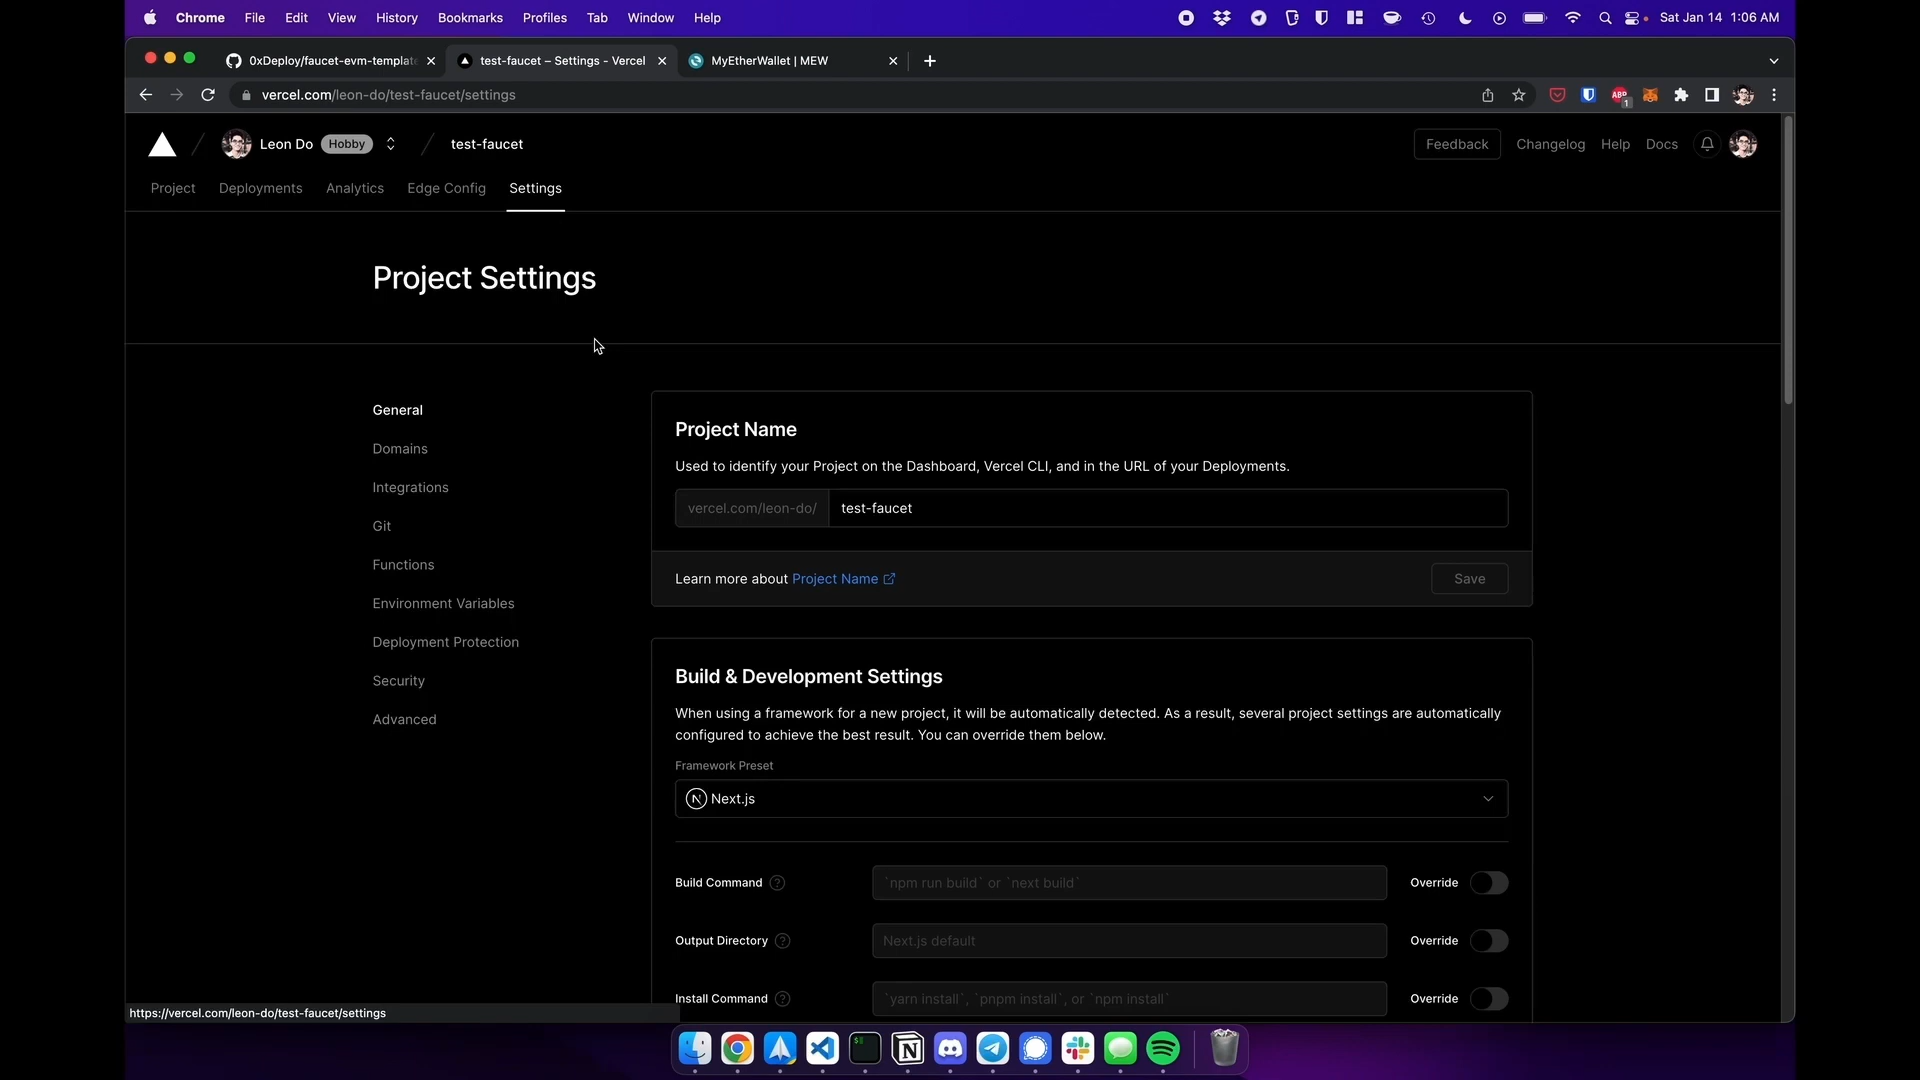 Chrome File Edit View History Bookmarks Profiles Tab Window Help Sat Jan 14 1:06 AM
0xDeploy/faucet-evm-template test-faucet – Settings - Vercel MyEtherWallet | MEW
vercel.com/leon-do/test-faucet/settings
ABP 1
Leon Do Hobby test-faucet Feedback Changelog Help Docs
Project Deployments Analytics Edge Config Settings
Project Settings
General
Domains
Integrations
Git
Functions
Environment Variables
Deployment Protection
Security
Advanced
Project Name
Used to identify your Project on the Dashboard, Vercel CLI, and in the URL of your Deployments.
vercel.com/leon-do/ test-faucet
Learn more about Project Name Save
Build & Development Settings
When using a framework for a new project, it will be automatically detected. As a result, several project settings are automatically
configured to achieve the best result. You can override them below.
Framework Preset
Next.js
Build Command ? `npm run build` or `next build` Override
Output Directory ? Next.js default Override
Install Command ? `yarn install`, `pnpm install`, or `npm install` Override
https://vercel.com/leon-do/test-faucet/settings